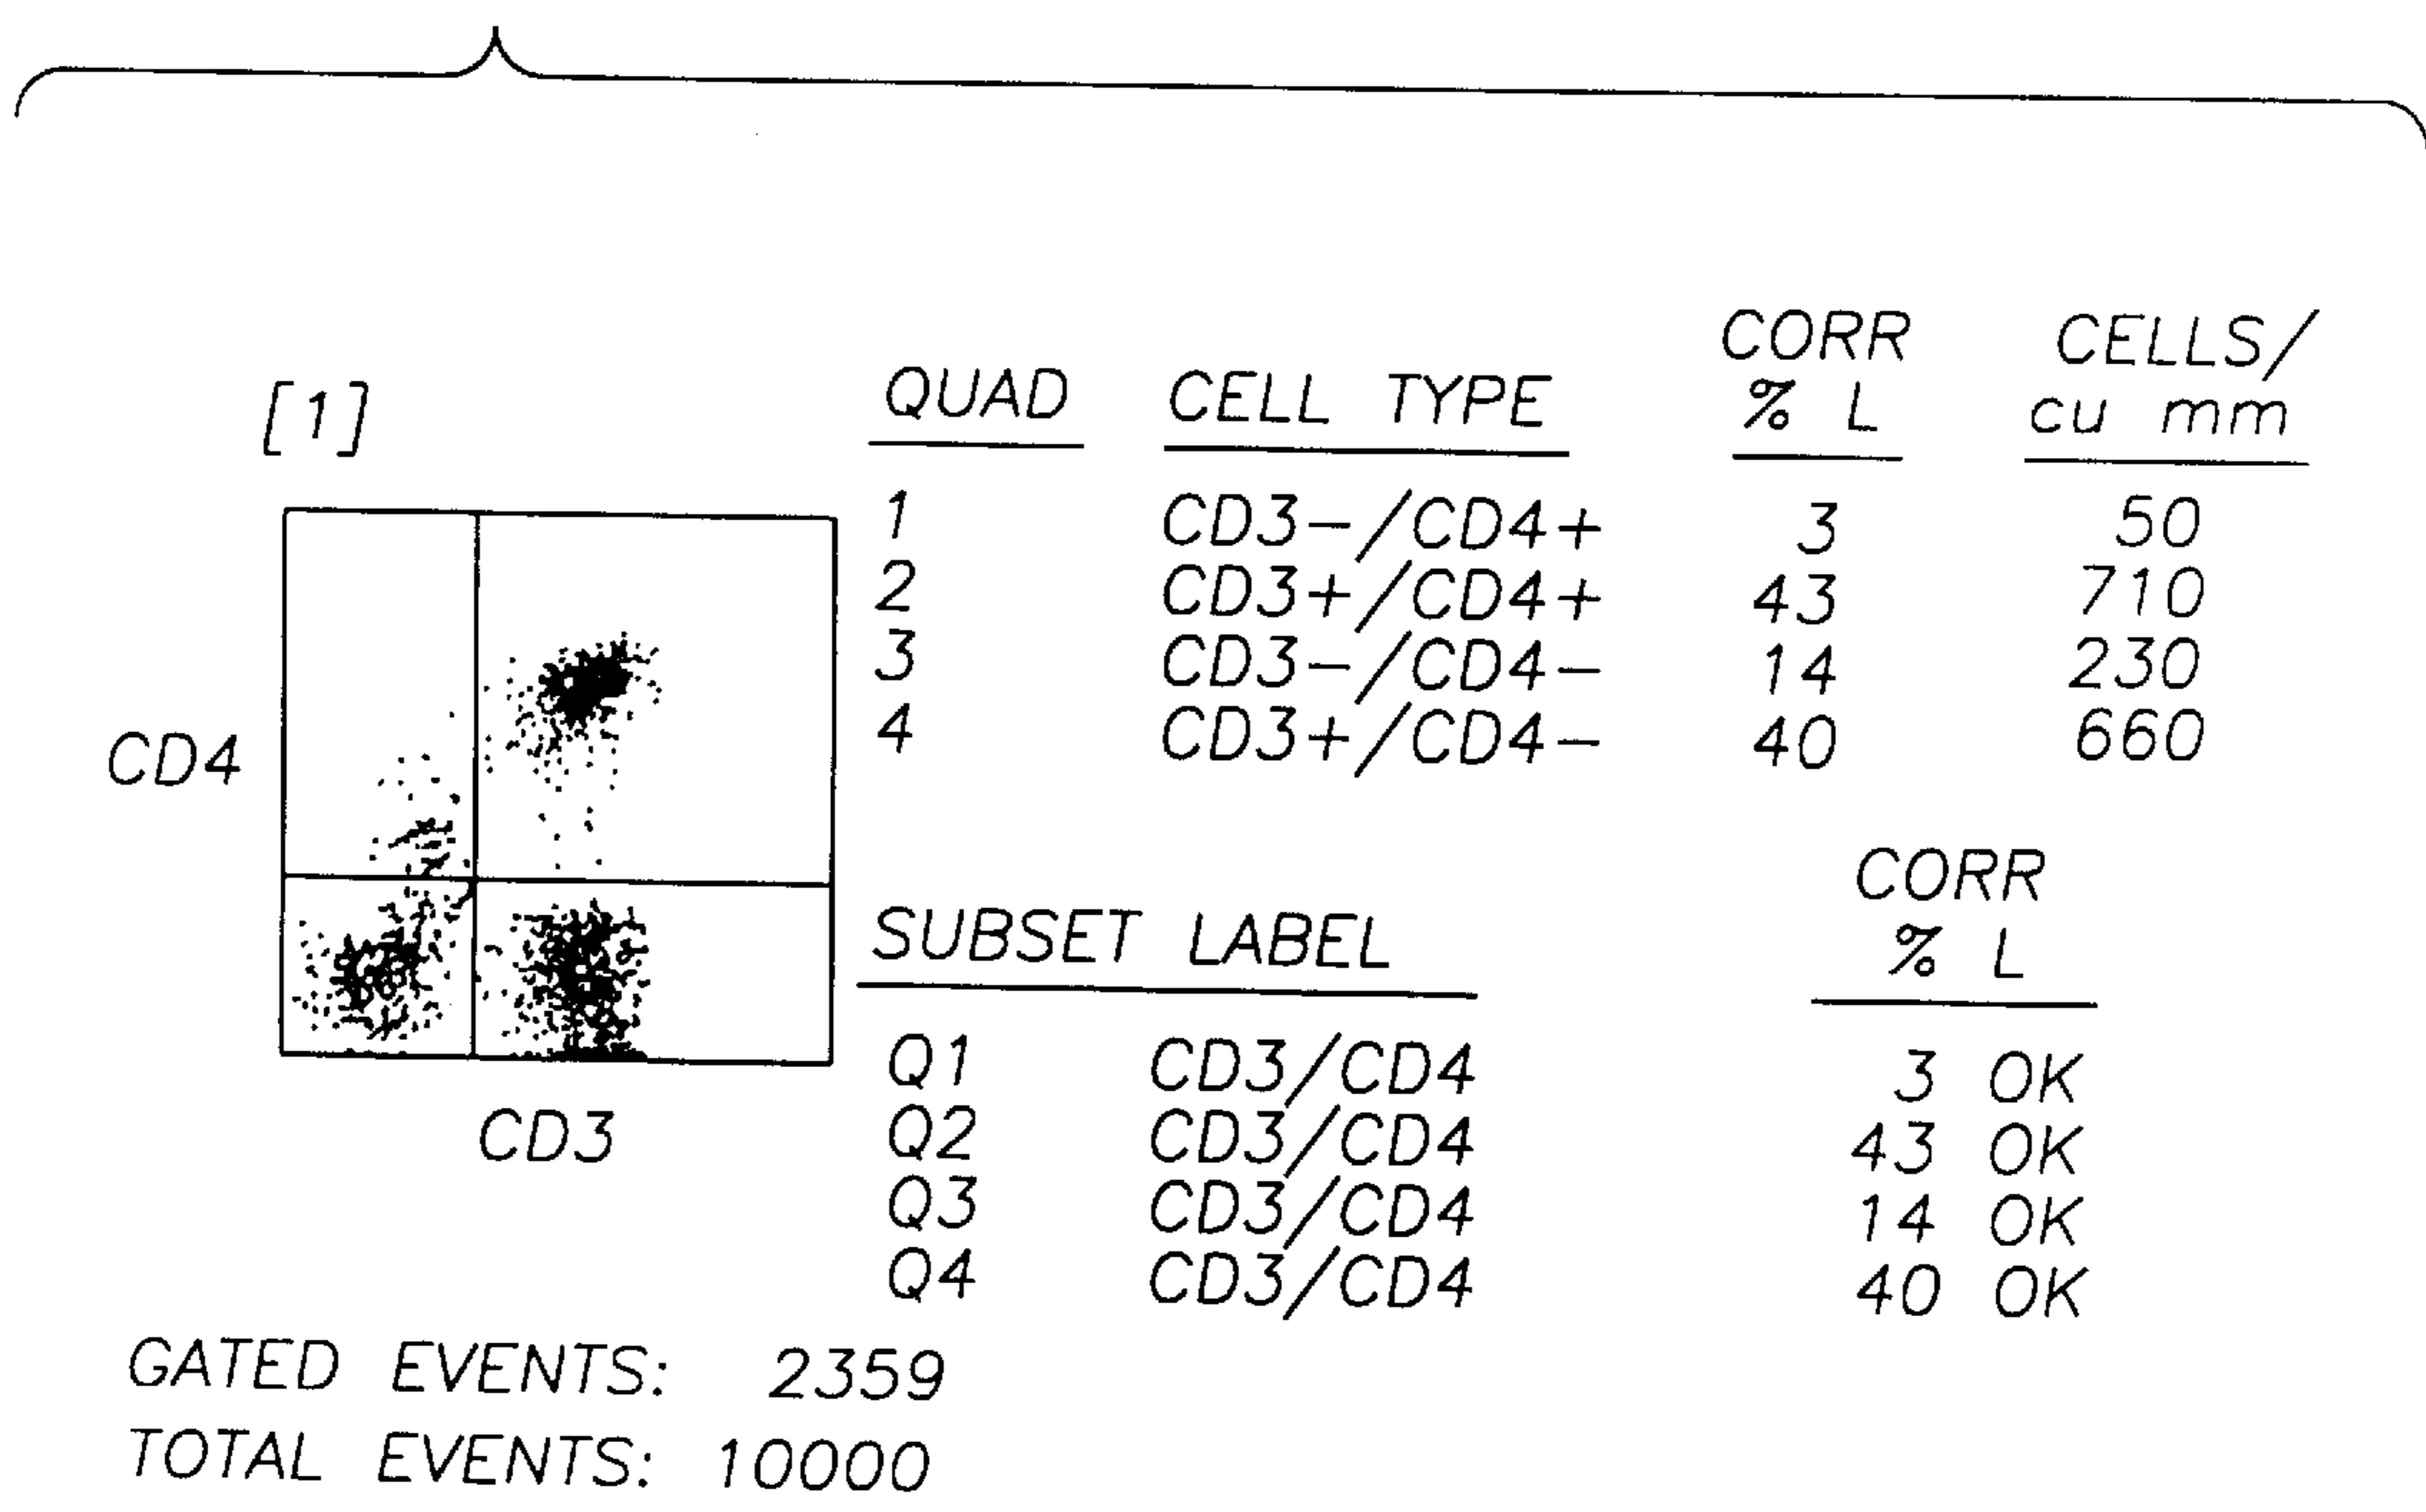 [1]
CD4
CD3
QUAD CELL TYPE CORR % L CELLS/ cu mm
1 CD3-/CD4+ 3 50
2 CD3+/CD4+ 43 710
3 CD3-/CD4- 14 230
4 CD3+/CD4- 40 660
SUBSET LABEL CORR % L
Q1 CD3/CD4 3 OK
Q2 CD3/CD4 43 OK
Q3 CD3/CD4 14 OK
Q4 CD3/CD4 40 OK
GATED EVENTS: 2359
TOTAL EVENTS: 10000